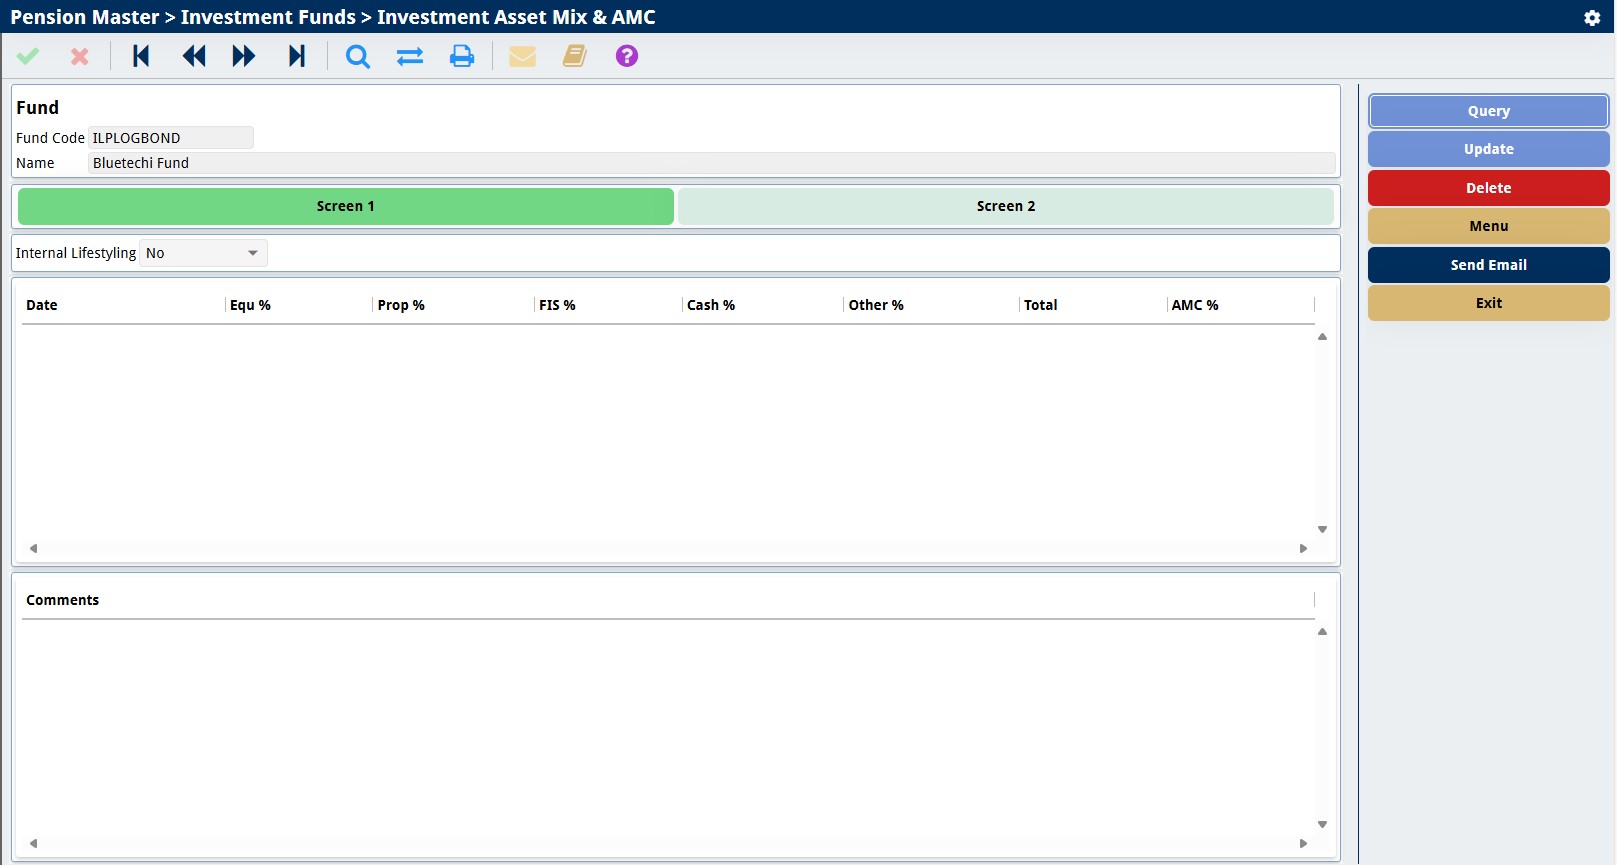 Pension Master > Investment Funds > Investment Asset Mix & AMC
Fund
Fund Code ILPLOGBOND
Name Bluetechi Fund
Screen 1 Screen 2
Internal Lifestyling No
Date Equ % Prop % FIS % Cash % Other % Total AMC %
Comments
Query
Update
Delete
Menu
Send Email
Exit